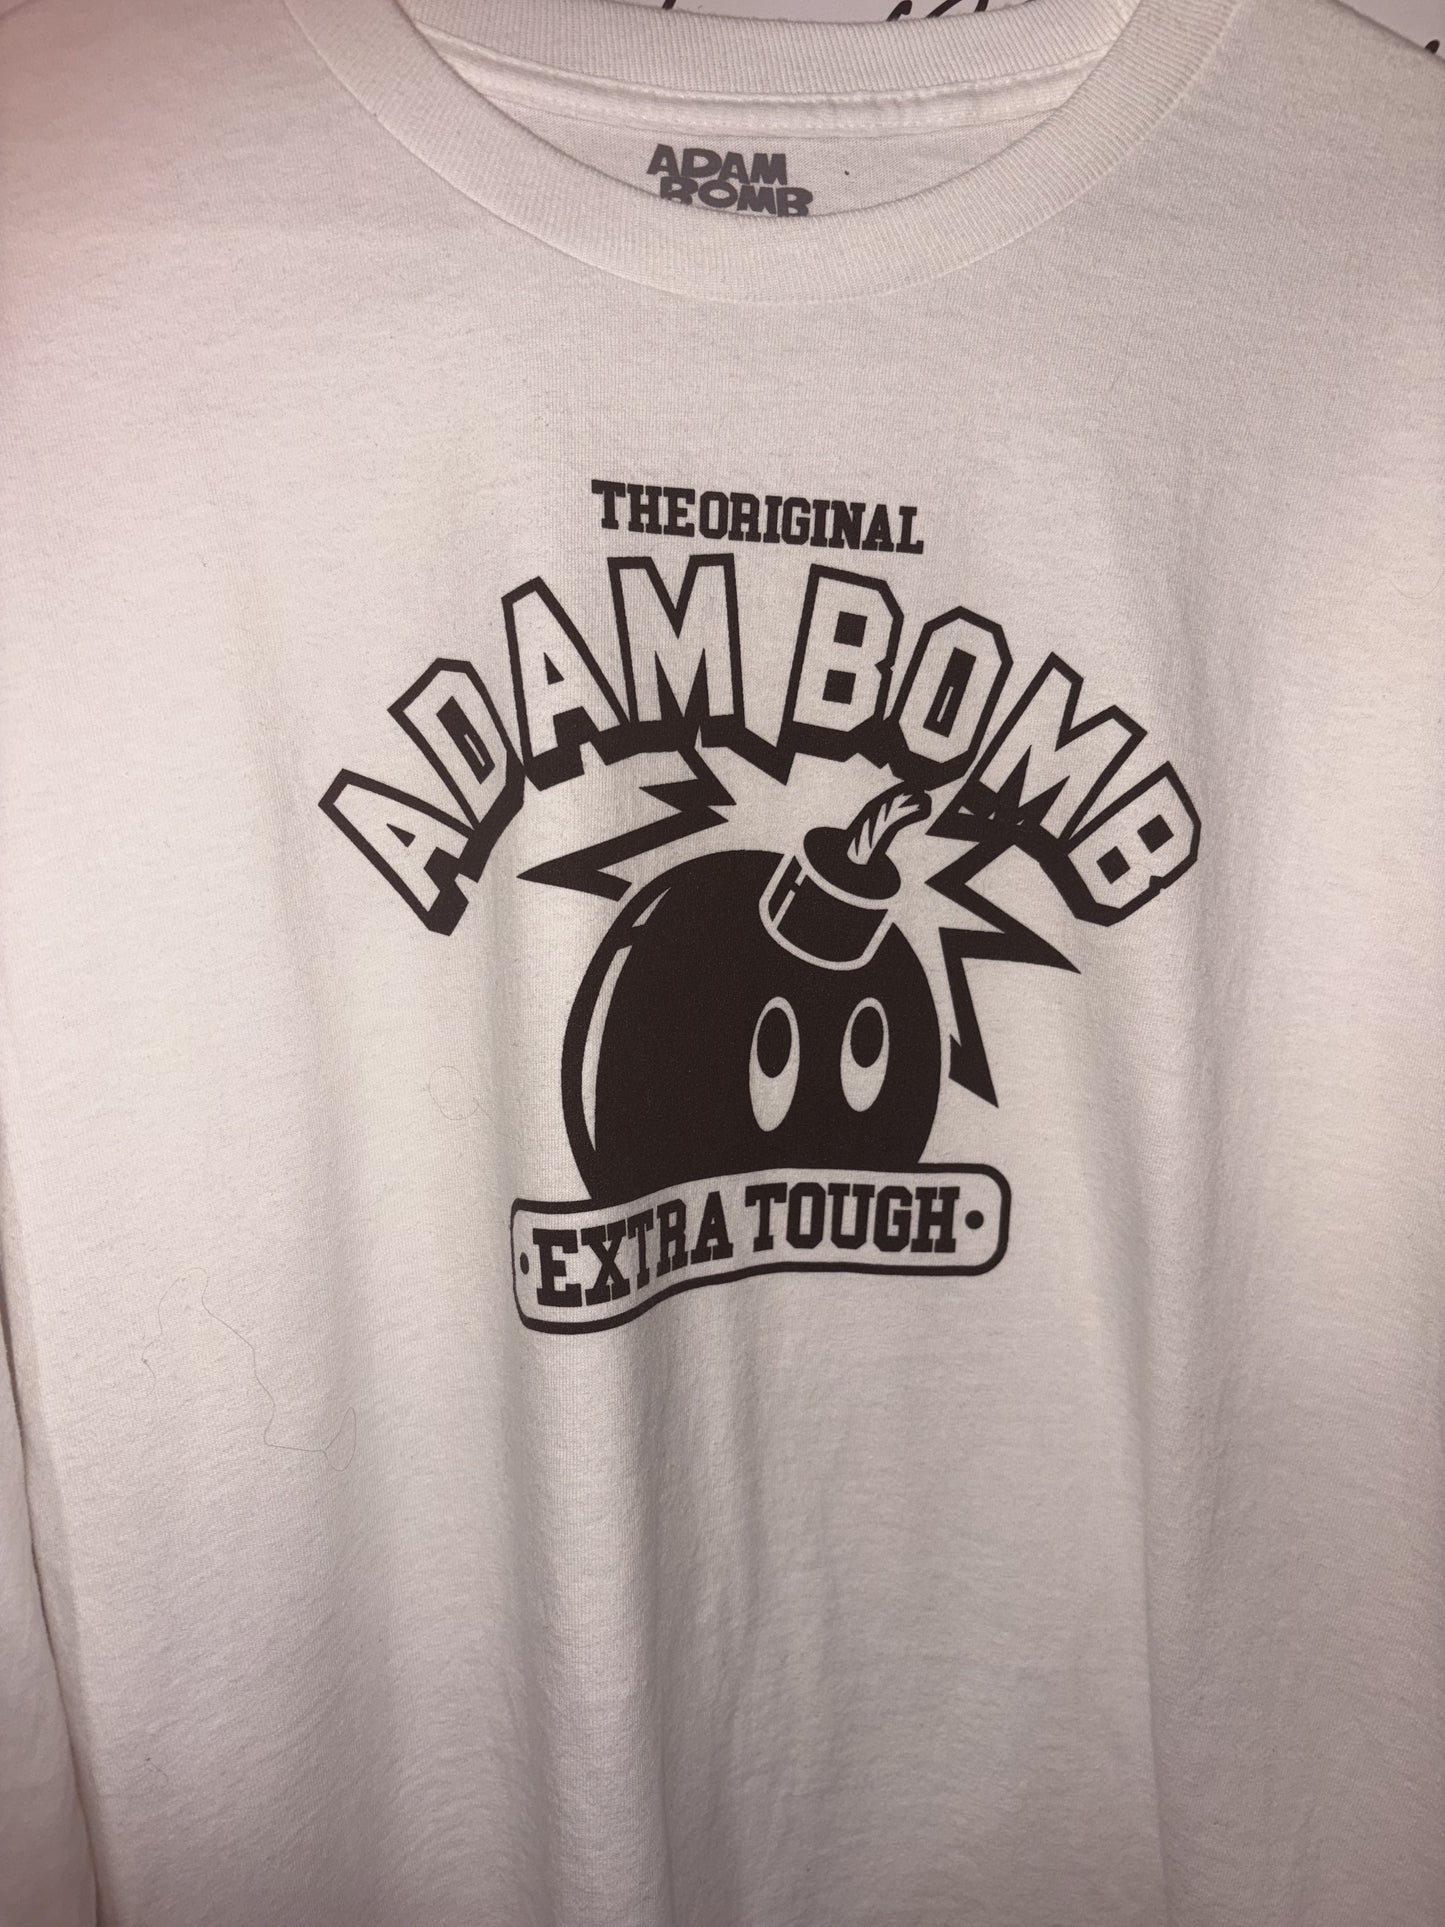 ADAM
BOMB
THE ORIGINAL
ADAM BOMB
·EXTRA TOUGH·